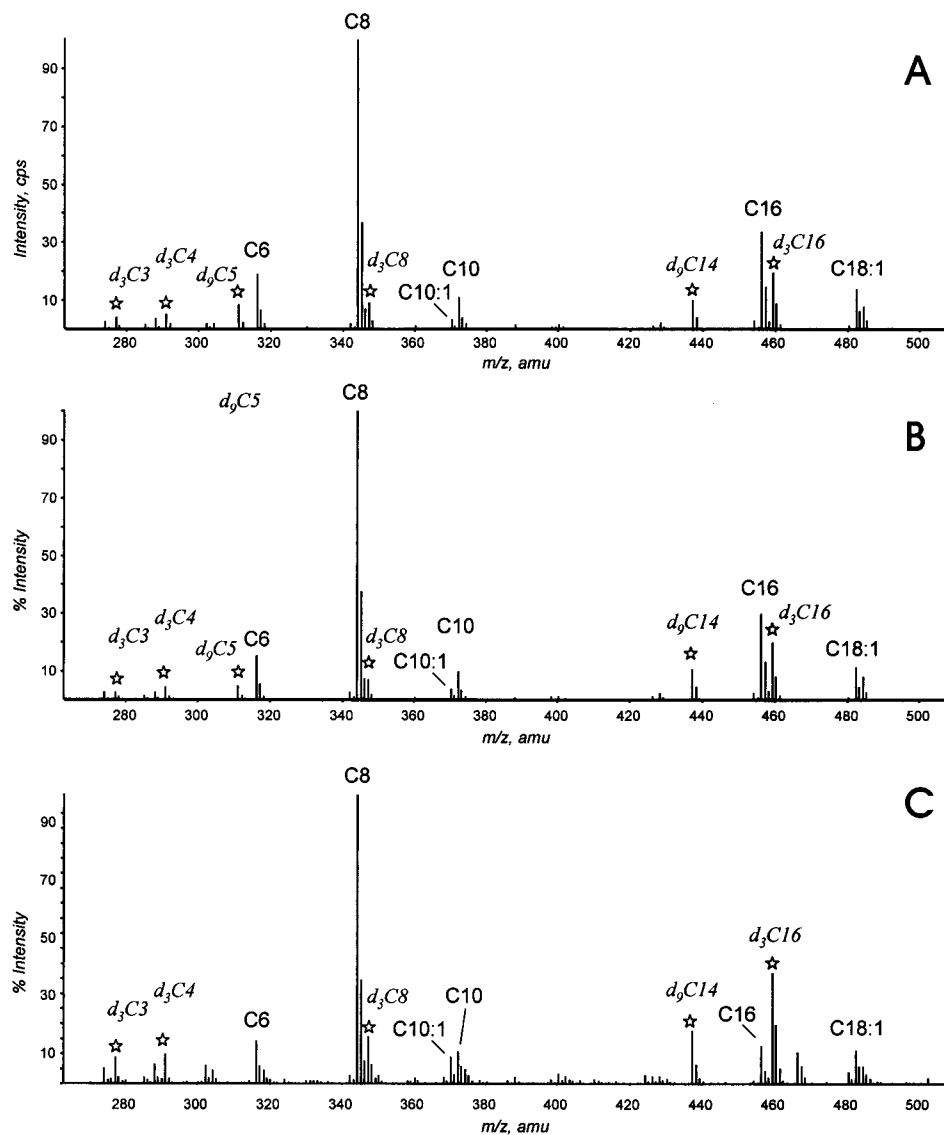 C8
A
90
70
50
30
10
Intensity, cps
d₃C3
d₃C4
d₉C5
C6
d₃C8
C10:1
C10
d₉C14
C16
d₃C16
C18:1
280 300 320 340 360 380 400 420 440 460 480 500
m/z, amu
C8
d₉C5
B
90
70
50
30
10
% Intensity
d₃C3
d₃C4
d₉C5
C6
d₃C8
C10:1
C10
d₉C14
C16
d₃C16
C18:1
280 300 320 340 360 380 400 420 440 460 480 500
m/z, amu
C8
C
90
70
50
30
10
% Intensity
d₃C3
d₃C4
C6
d₃C8
C10:1
C10
d₉C14
C16
d₃C16
C18:1
280 300 320 340 360 380 400 420 440 460 480 500
m/z, amu